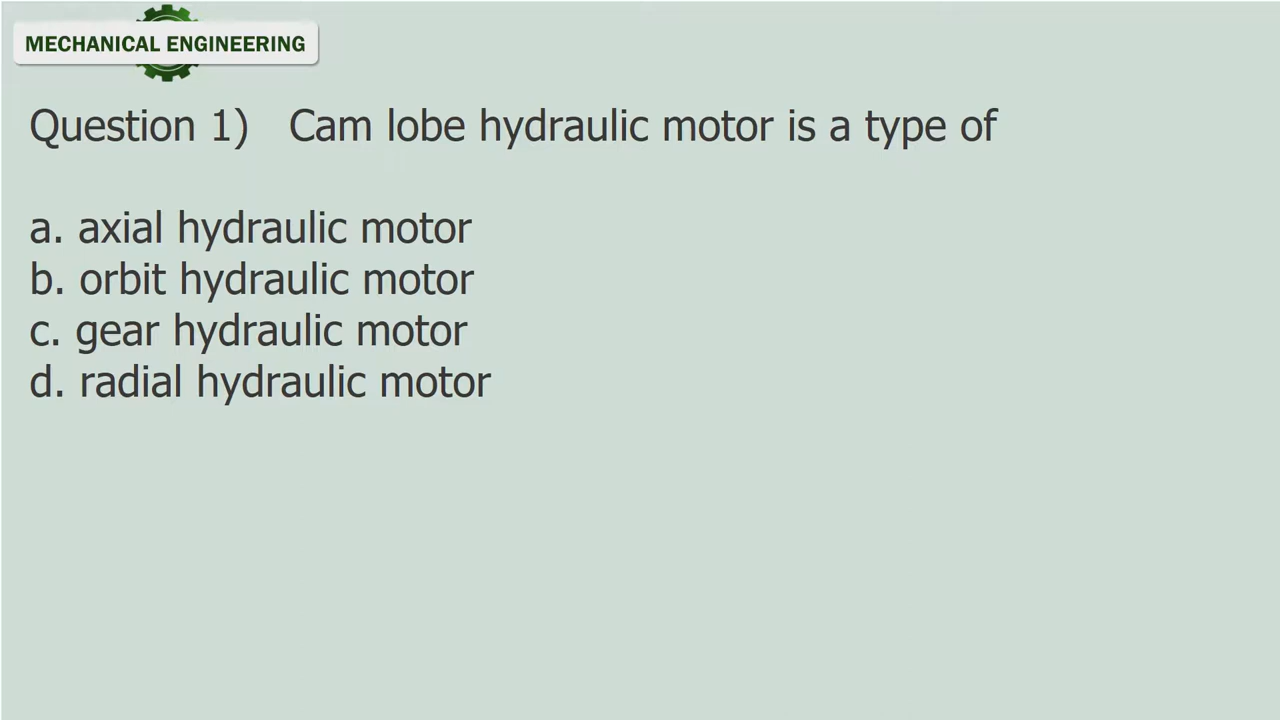 MECHANICAL ENGINEERING
Question 1) Cam lobe hydraulic motor is a type of
a. axial hydraulic motor
b. orbit hydraulic motor
c. gear hydraulic motor
d. radial hydraulic motor